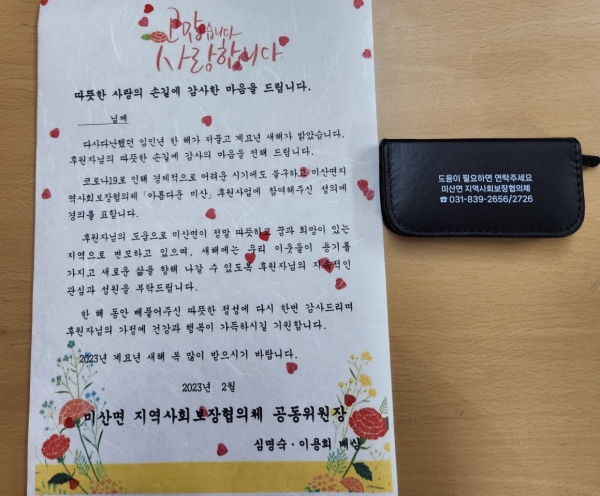 고맙습니다
사랑합니다
따뜻한 사랑의 손길에 감사한 마음을 드립니다.
님께
다사다난했던 임인년 한 해가 저물고 계묘년 새해가 밝았습니다.
후원자님의 따뜻한 손길에 감사의 마음을 전해 드립니다.
코로나19로 인해 경제적으로 어려운 시기에도 불구하고 미산면지
역사회보장협의체 「아름다운 미산」 후원사업에 참여해주신 성의에
경의를 표합니다.
후원자님의 도움으로 미산면이 정말 따뜻하고 꿈과 희망이 있는
지역으로 변모하고 있으며, 새해에는 우리 이웃들이 용기를
가지고 새로운 삶을 향해 나갈 수 있도록 후원자님의 지속적인
관심과 성원을 부탁드립니다.
한 해 동안 베풀어주신 따뜻한 정성에 다시 한번 감사드리며
후원자님의 가정에 건강과 행복이 가득하시길 기원합니다.
2023년 계묘년 새해 복 많이 받으시기 바랍니다.
2023년 2월
미산면 지역사회보장협의체 공동위원장
심명숙·이용희 배상
도움이 필요하면 연락주세요
미산면 지역사회보장협의체
☎ 031-839-2656/2726